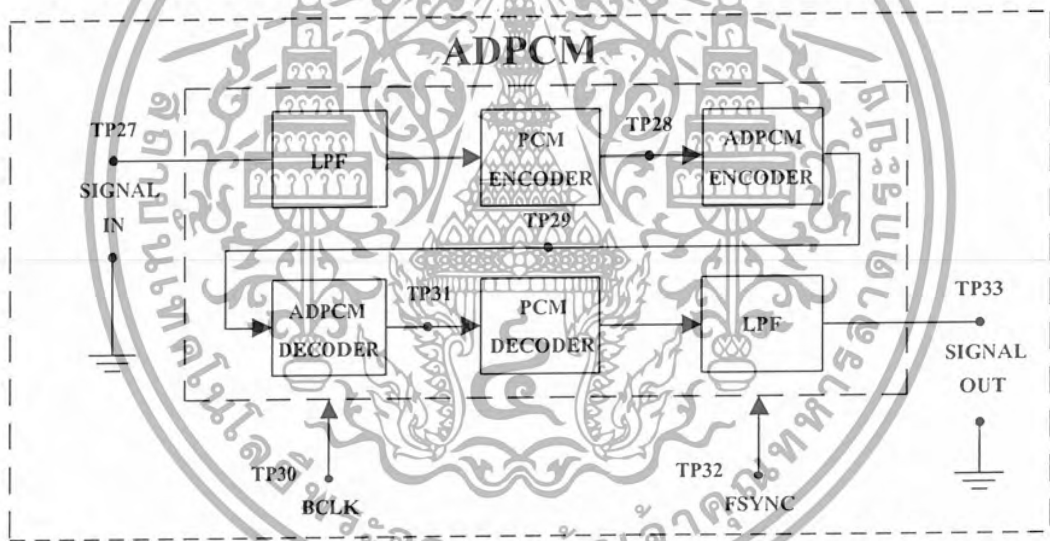 ADPCM
TP27
SIGNAL
IN
LPF
PCM
ENCODER
TP28
ADPCM
ENCODER
TP29
ADPCM
DECODER
TP31
PCM
DECODER
LPF
TP33
SIGNAL
OUT
TP30
BCLK
TP32
FSYNC